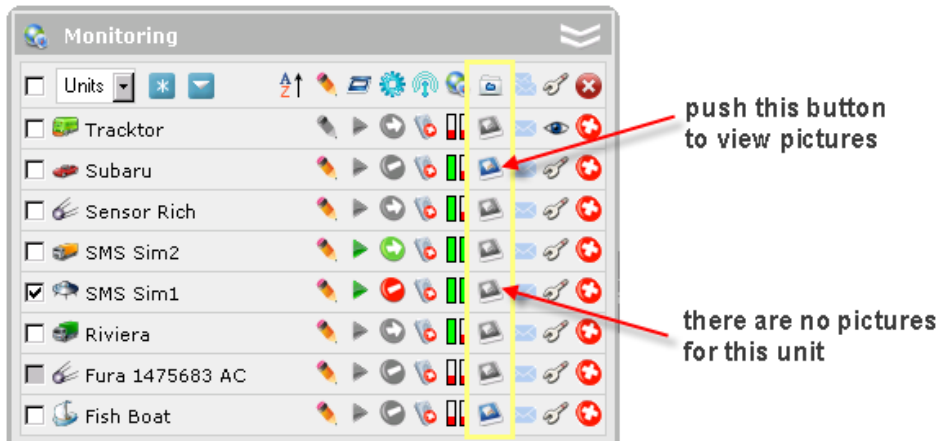 Monitoring
Units
A
Z
push this button
to view pictures
Tracktor
Subaru
Sensor Rich
SMS Sim2
SMS Sim1
there are no pictures
for this unit
Riviera
Fura 1475683 AC
Fish Boat